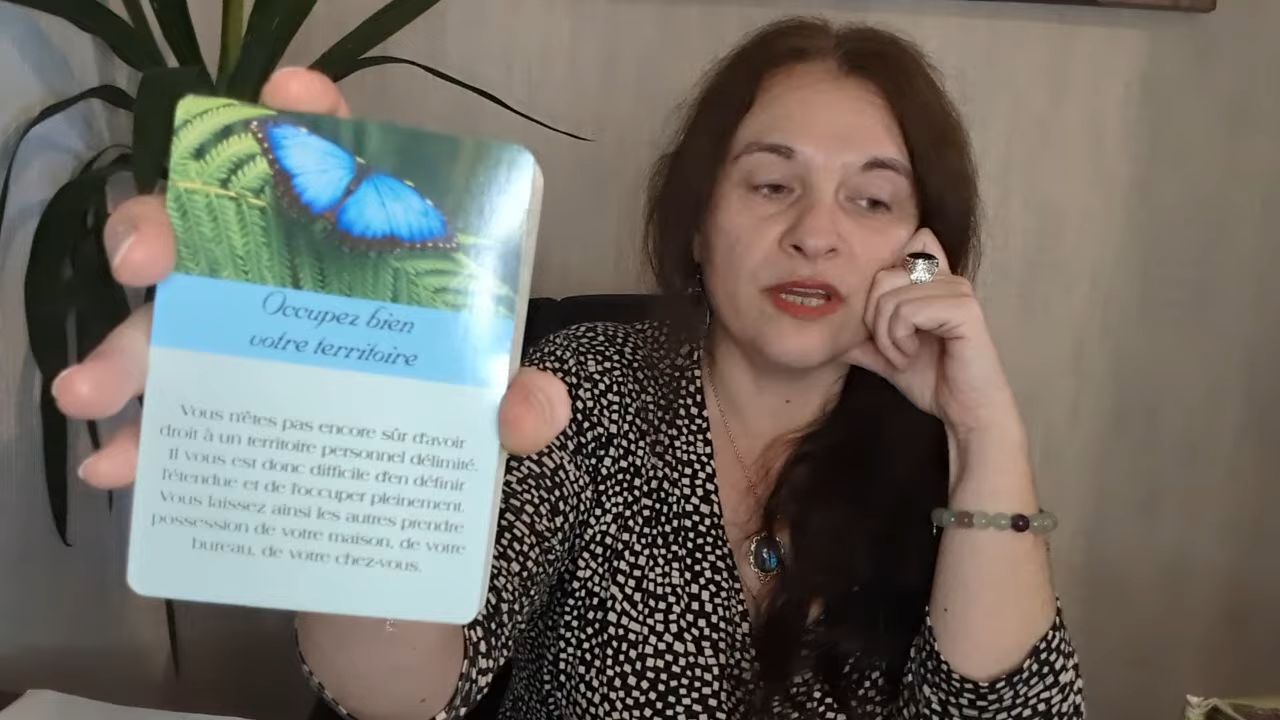 Occupez bien
votre territoire
Vous n'êtes pas encore sûr d'avoir
droit à un territoire personnel délimité.
Il vous est donc difficile d'en définir
l'étendue et de l'occuper pleinement.
Vous laissez ainsi les autres prendre
possession de votre maison, de votre
bureau, de votre chez-vous.